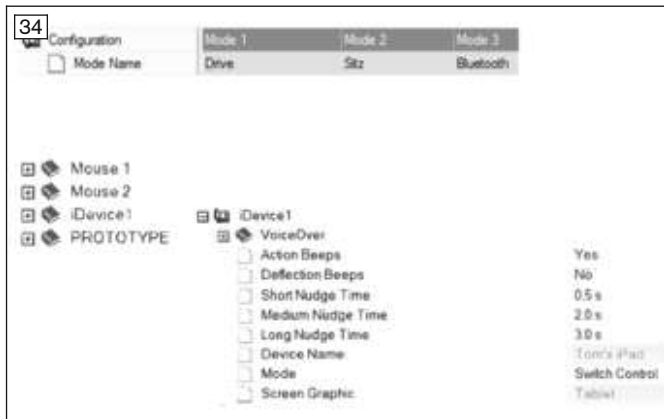 34
Configuration Mode 1 Mode 2 Mode 3
Mode Name Drive Sitz Bluetooth
Mouse 1
Mouse 2
iDevice1
PROTOTYPE
iDevice1
VoiceOver
Action Beeps Yes
Deflection Beeps No
Short Nudge Time 0.5 s
Medium Nudge Time 2.0 s
Long Nudge Time 3.0 s
Device Name Tom's iPad
Mode Switch Control
Screen Graphic Tablet